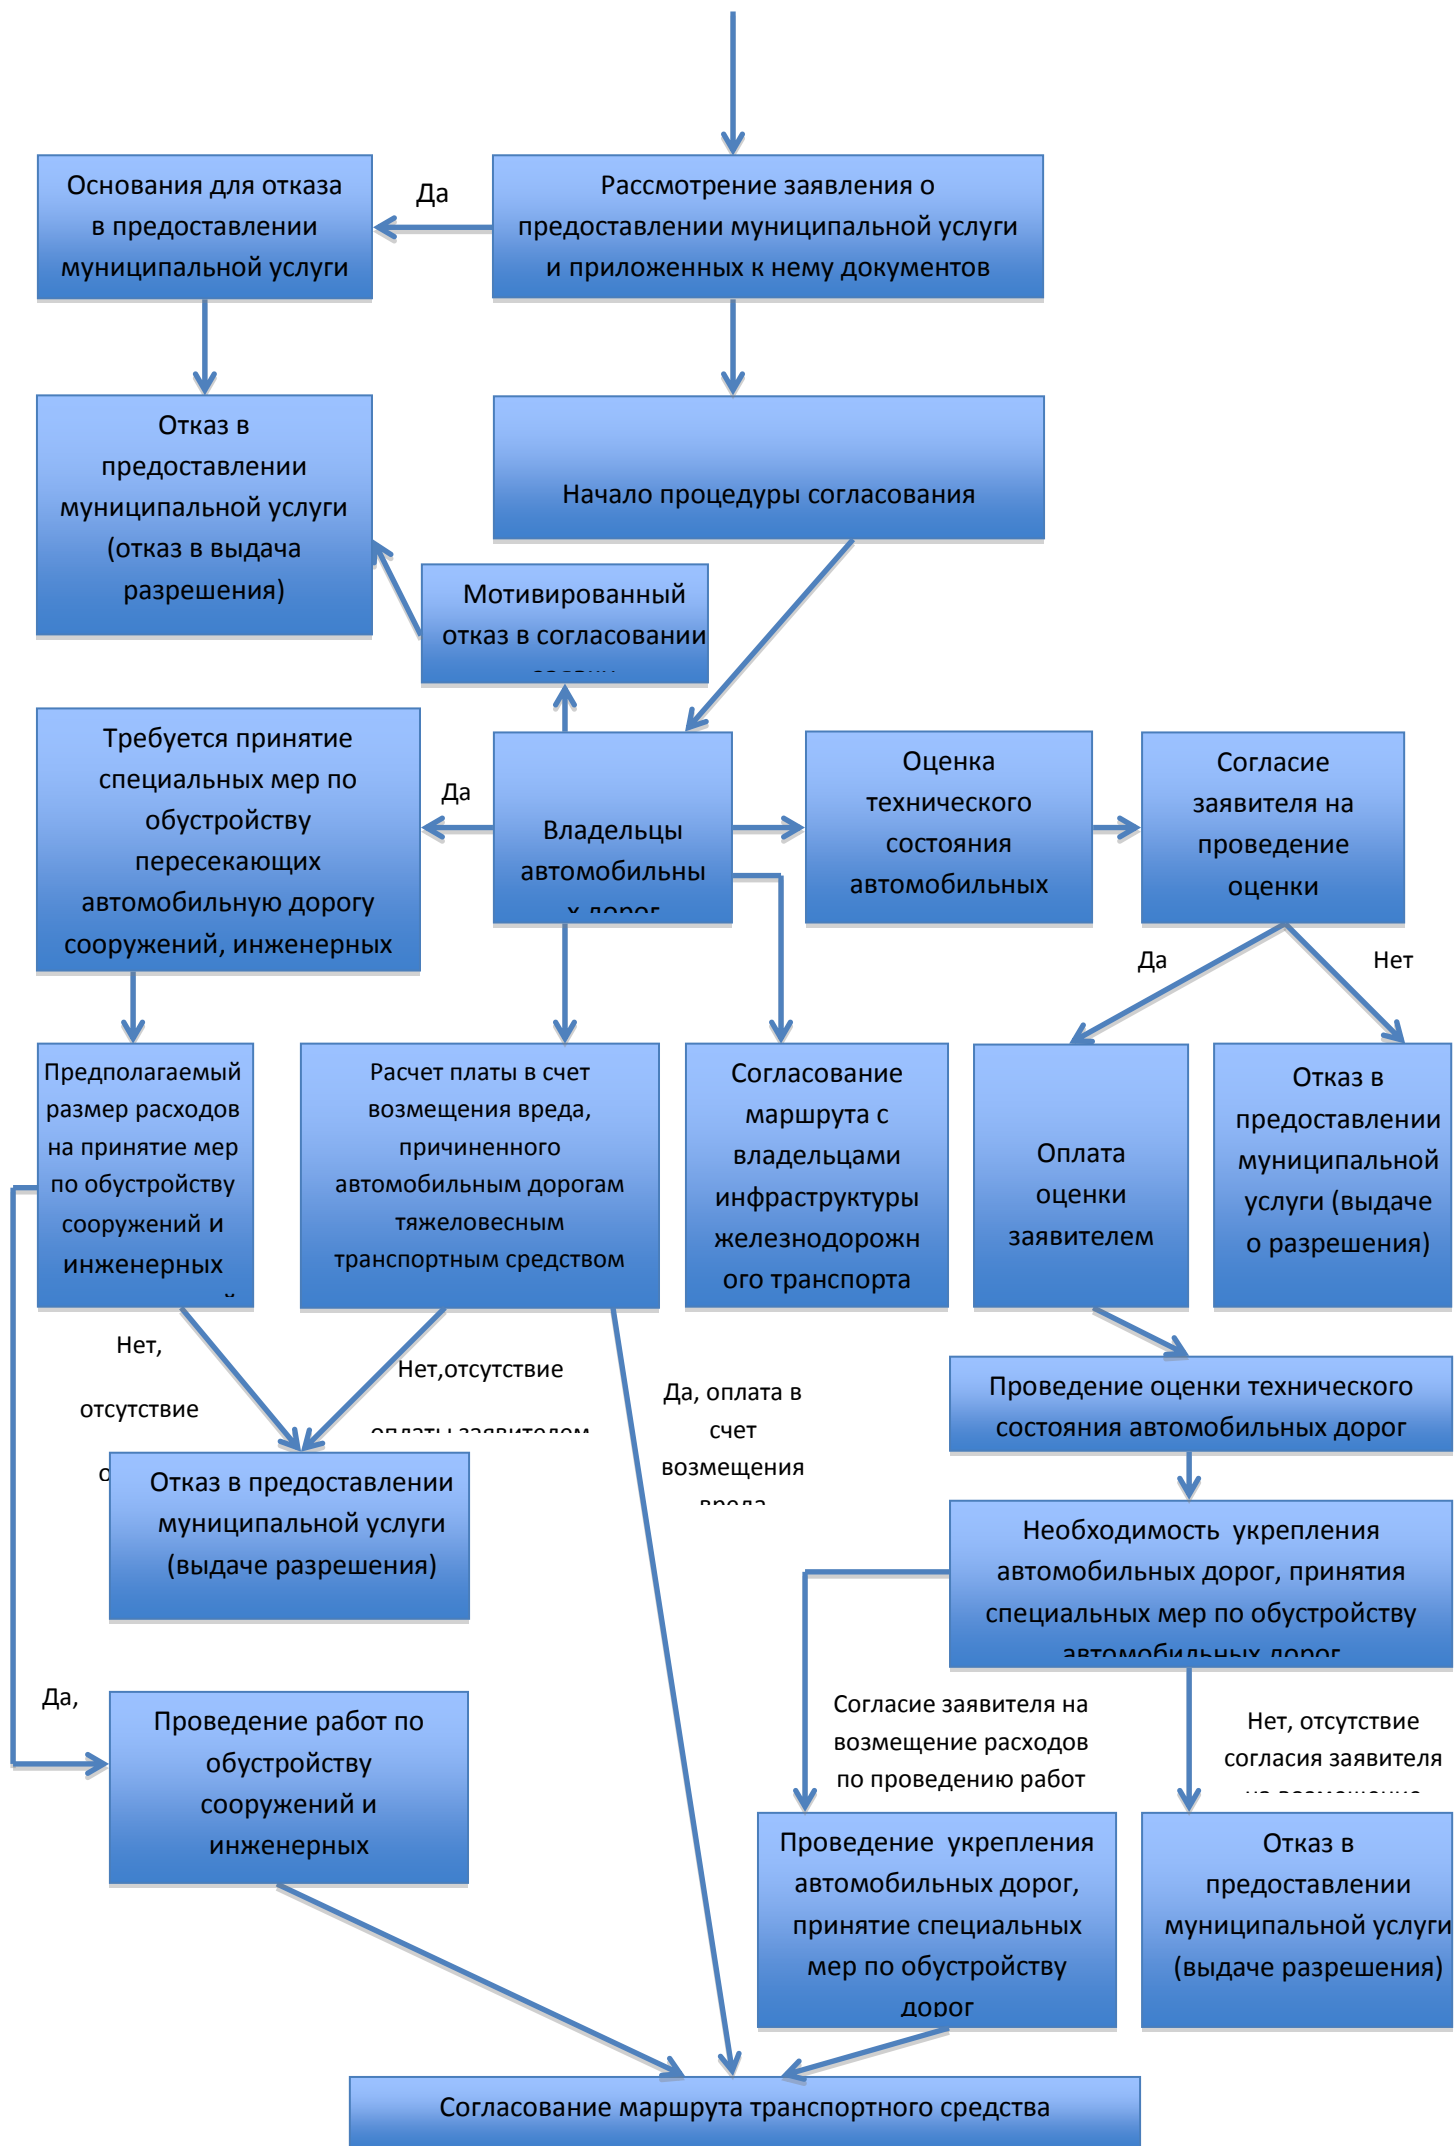 Основания для отказа
в предоставлении
муниципальной услуги
Да
Рассмотрение заявления о
предоставлении муниципальной услуги
и приложенных к нему документов
Отказ в
предоставлении
муниципальной услуги
(отказ в выдача
разрешения)
Начало процедуры согласования
Мотивированный
отказ в согласовании
Требуется принятие
специальных мер по
обустройству
пересекающих
автомобильную дорогу
сооружений, инженерных
Да
Владельцы
автомобильны
х дорог
Оценка
технического
состояния
автомобильных
Согласие
заявителя на
проведение
оценки
Да
Нет
Предполагаемый
размер расходов
на принятие мер
по обустройству
сооружений и
инженерных
Расчет платы в счет
возмещения вреда,
причиненного
автомобильным дорогам
тяжеловесным
транспортным средством
Согласование
маршрута с
владельцами
инфраструктуры
железнодорожн
ого транспорта
Оплата
оценки
заявителем
Отказ в
предоставлении
муниципальной
услуги (выдаче
о разрешения)
Нет,
отсутствие
о
Нет,отсутствие
оплаты заявителем
Да, оплата в
счет
возмещения
вреда
Проведение оценки технического
состояния автомобильных дорог
Отказ в предоставлении
муниципальной услуги
(выдаче разрешения)
Необходимость укрепления
автомобильных дорог, принятия
специальных мер по обустройству
автомобильных дорог
Да,
Проведение работ по
обустройству
сооружений и
инженерных
Согласие заявителя на
возмещение расходов
по проведению работ
Нет, отсутствие
согласия заявителя
на возмещение
Проведение укрепления
автомобильных дорог,
принятие специальных
мер по обустройству
дорог
Отказ в
предоставлении
муниципальной услуги
(выдаче разрешения)
Согласование маршрута транспортного средства